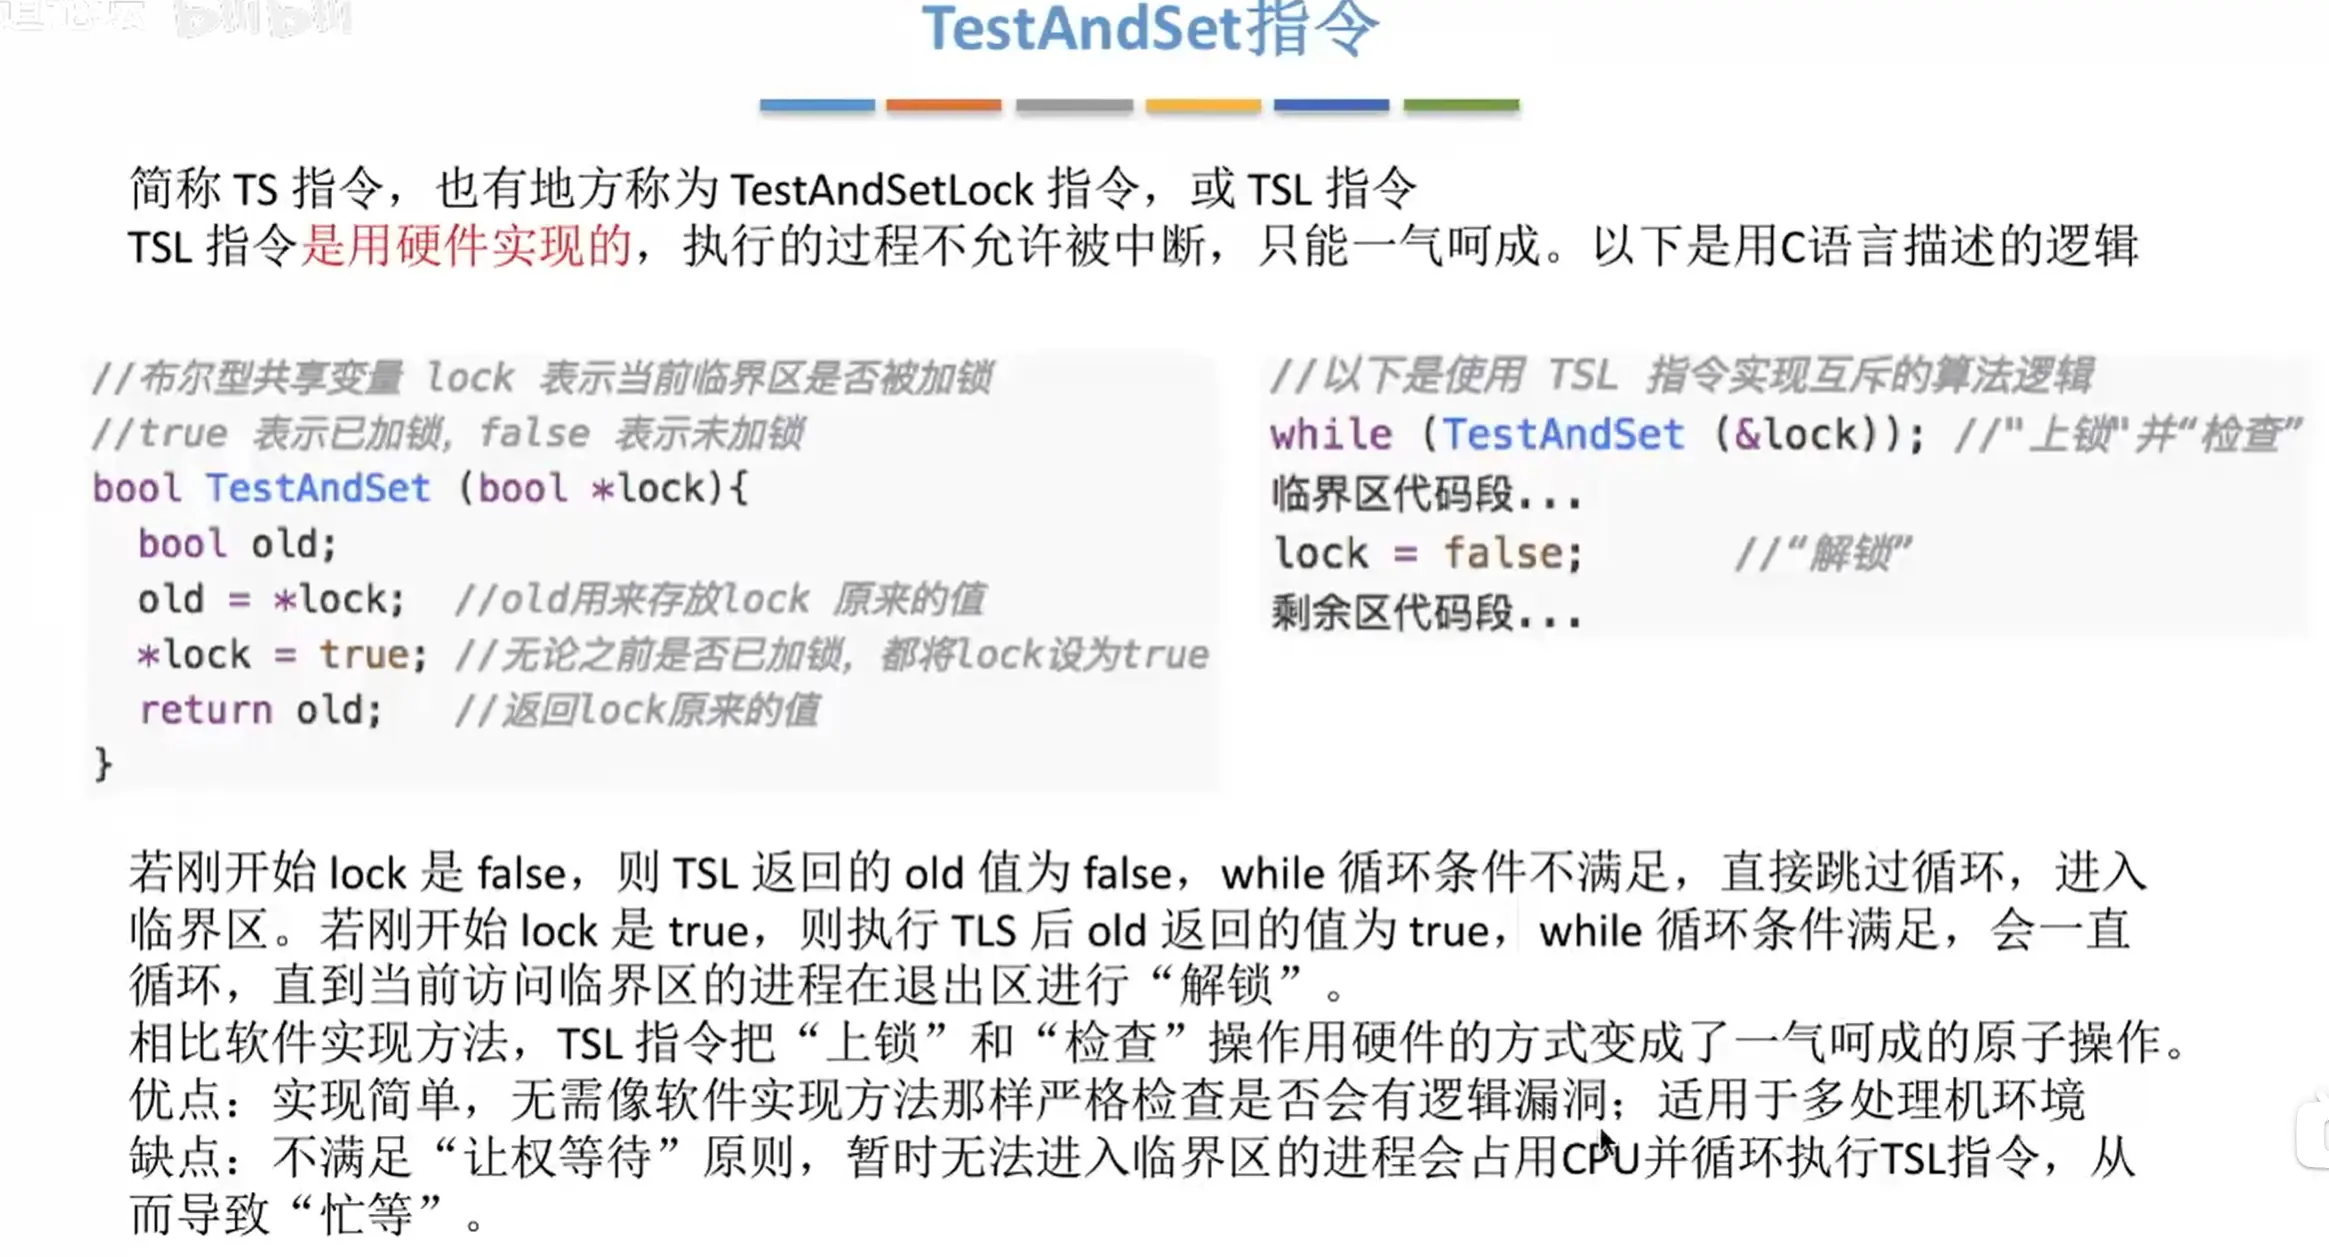 TestAndSet指令
简称 TS 指令，也有地方称为 TestAndSetLock 指令，或 TSL 指令
TSL 指令是用硬件实现的，执行的过程不允许被中断，只能一气呵成。以下是用C语言描述的逻辑
//布尔型共享变量 lock 表示当前临界区是否被加锁
//true 表示已加锁，false 表示未加锁
bool TestAndSet (bool *lock){
bool old;
old = *lock; //old用来存放lock 原来的值
*lock = true; //无论之前是否已加锁，都将lock设为true
return old; //返回lock原来的值
}
//以下是使用 TSL 指令实现互斥的算法逻辑
while (TestAndSet (&lock)); //"上锁"并“检查”
临界区代码段...
lock = false; //“解锁”
剩余区代码段...
若刚开始 lock 是 false，则 TSL 返回的 old 值为 false，while 循环条件不满足，直接跳过循环，进入
临界区。若刚开始 lock 是 true，则执行 TLS 后 old 返回的值为 true，while 循环条件满足，会一直
循环，直到当前访问临界区的进程在退出区进行“解锁”。
相比软件实现方法，TSL 指令把“上锁”和“检查”操作用硬件的方式变成了一气呵成的原子操作。
优点：实现简单，无需像软件实现方法那样严格检查是否会有逻辑漏洞；适用于多处理机环境
缺点：不满足“让权等待”原则，暂时无法进入临界区的进程会占用CPU并循环执行TSL指令，从
而导致“忙等”。